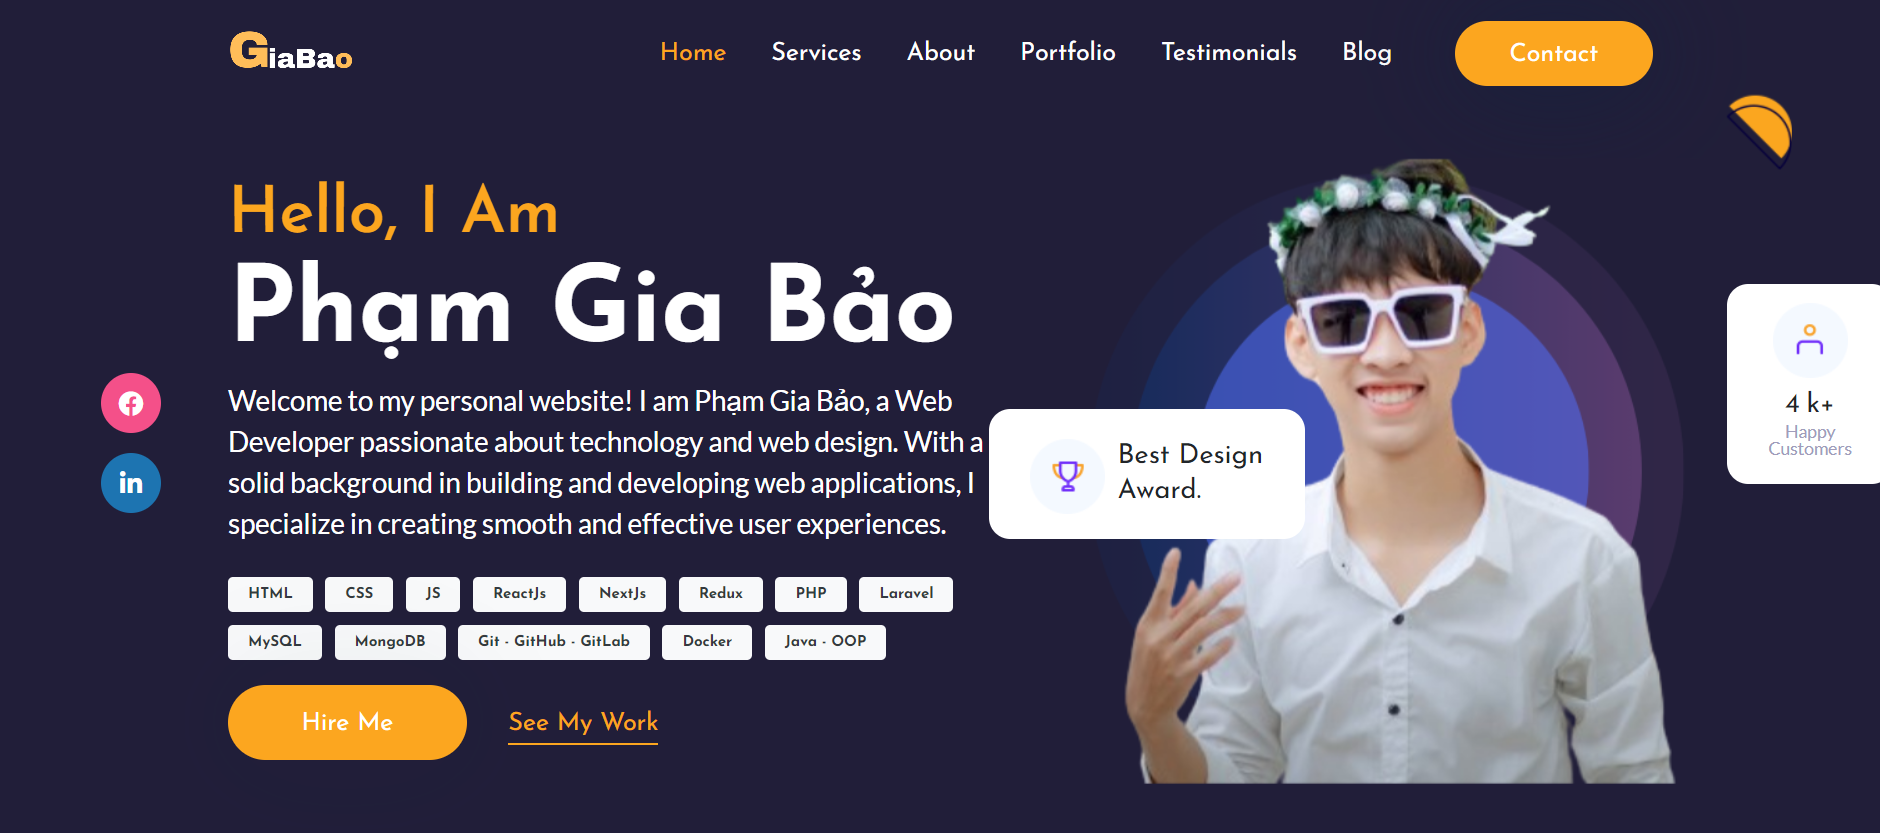 GiaBao
Home Services About Portfolio Testimonials Blog Contact
Hello, I Am
Phạm Gia Bảo
Welcome to my personal website! I am Phạm Gia Bảo, a Web
Developer passionate about technology and web design. With a
solid background in building and developing web applications, I
specialize in creating smooth and effective user experiences.
HTML CSS JS ReactJs NextJs Redux PHP Laravel
MySQL MongoDB Git - GitHub - GitLab Docker Java - OOP
Hire Me See My Work
in
Best Design
Award.
4 k+
Happy
Customers